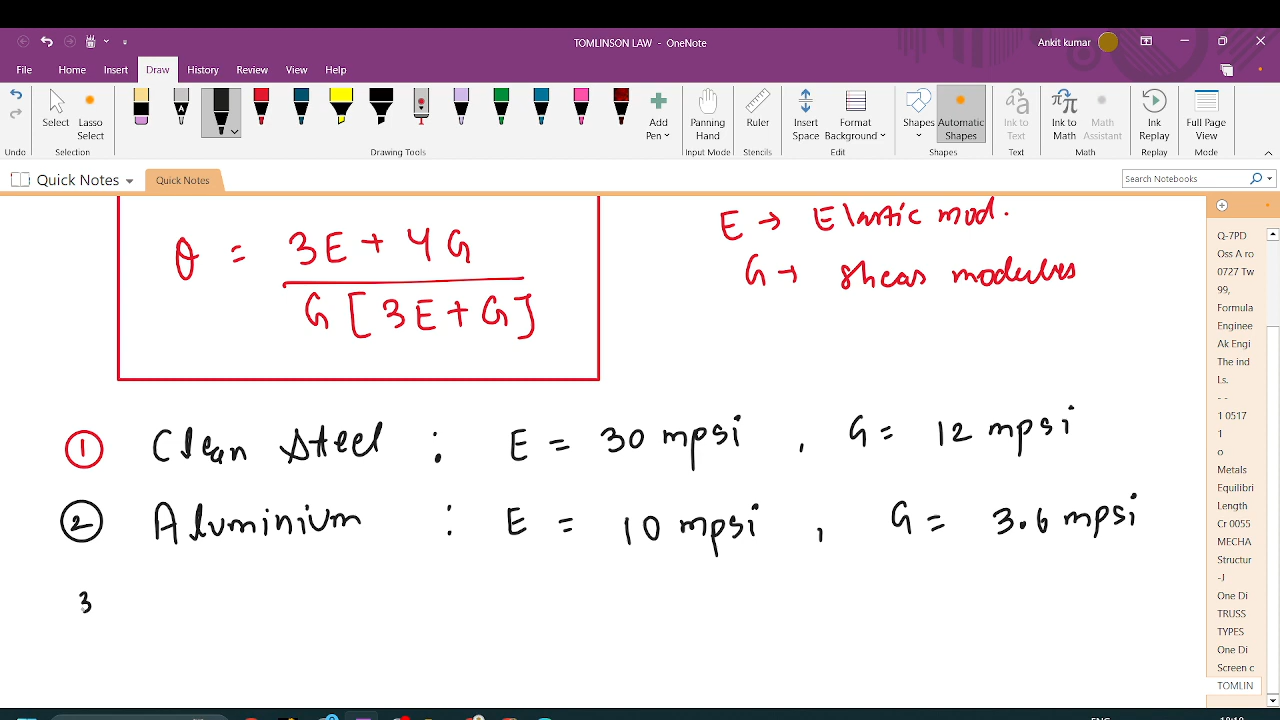 TOMLINSON LAW - OneNote
Ankit kumar
File Home Insert Draw History Review View Help
Undo
Select
Lasso Select
Add Pen
Panning Hand
Ruler
Insert Space
Format Background
Shapes
Automatic Shapes
Ink to Text
Ink to Math
Math Assistant
Ink Replay
Full Page View
Undo Selection Drawing Tools Input Mode Stencils Edit Shapes Text Math Replay Mode
Quick Notes
Quick Notes
Search Notebooks
θ = 3E + 4G
G [3E + G]
E → Elastic mod.
G → shear modulus
① Clean Steel : E = 30 mpsi , G = 12 mpsi
② Aluminium : E = 10 mpsi , G = 3.6 mpsi
3
Q-7PD
Oss A ro
0727 Tw
99,
Formula
Enginee
Ak Engi
The ind
Ls.
- -
1 0517
1
o
Metals
Equilibri
Length
Cr 0055
MECHA
Structur
-J
One Di
TRUSS
TYPES
One Di
Screen c
TOMLIN